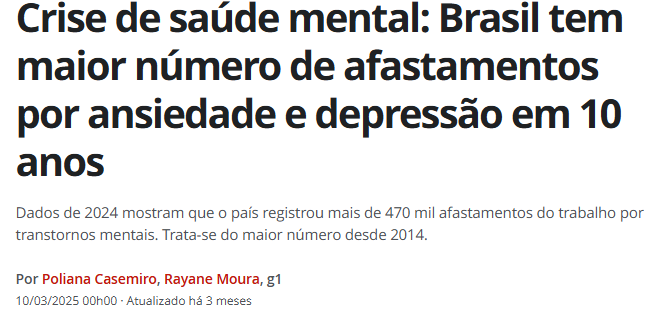 Crise de saúde mental: Brasil tem
maior número de afastamentos
por ansiedade e depressão em 10
anos
Dados de 2024 mostram que o país registrou mais de 470 mil afastamentos do trabalho por
transtornos mentais. Trata-se do maior número desde 2014.
Por Poliana Casemiro, Rayane Moura, g1
10/03/2025 00h00 · Atualizado há 3 meses